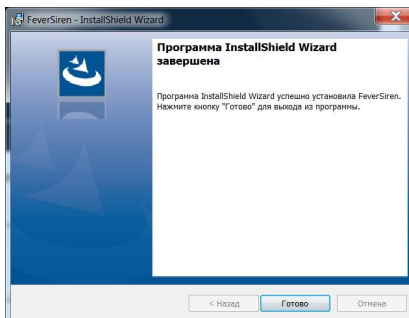 FeverSiren - InstallShield Wizard
Программа InstallShield Wizard
завершена
Программа InstallShield Wizard успешно установила FeverSiren.
Нажмите кнопку "Готово" для выхода из программы.
< Назад
Готово
Отмена